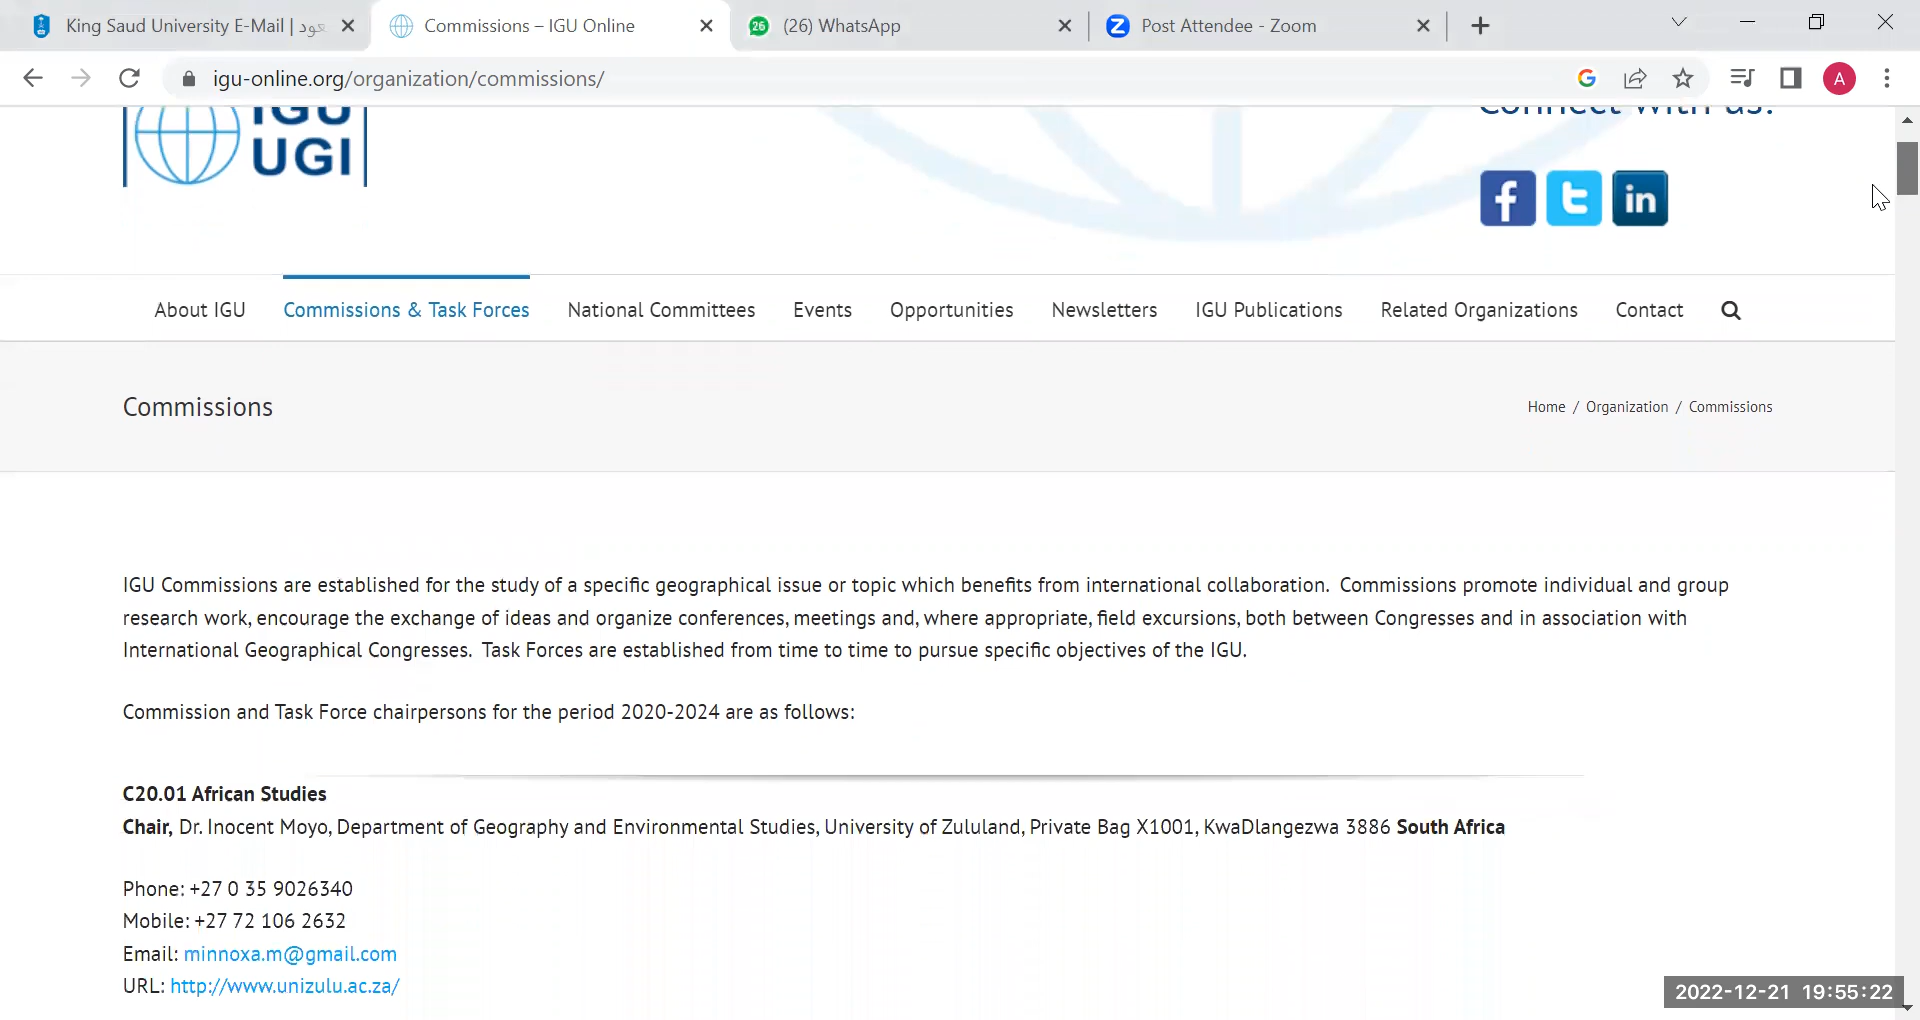 King Saud University E-Mail | عود
Commissions – IGU Online
26
(26) WhatsApp
Z
Post Attendee - Zoom
igu-online.org/organization/commissions/
G
A
IGU
UGI
Connect with us:
f
t
in
About IGU
Commissions & Task Forces
National Committees
Events
Opportunities
Newsletters
IGU Publications
Related Organizations
Contact
Commissions
Home / Organization / Commissions
IGU Commissions are established for the study of a specific geographical issue or topic which benefits from international collaboration.  Commissions promote individual and group
research work, encourage the exchange of ideas and organize conferences, meetings and, where appropriate, field excursions, both between Congresses and in association with
International Geographical Congresses.  Task Forces are established from time to time to pursue specific objectives of the IGU.
Commission and Task Force chairpersons for the period 2020-2024 are as follows:
C20.01 African Studies
Chair, Dr. Inocent Moyo, Department of Geography and Environmental Studies, University of Zululand, Private Bag X1001, KwaDlangezwa 3886 South Africa
Phone: +27 0 35 9026340
Mobile: +27 72 106 2632
Email: minnoxa.m@gmail.com
URL: http://www.unizulu.ac.za/
2022-12-21 19:55:22